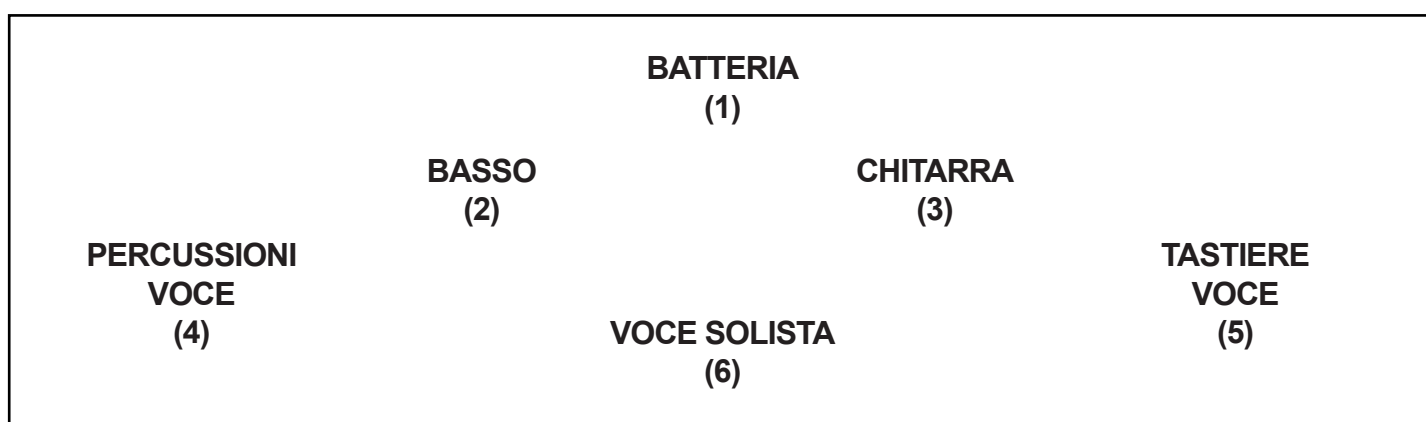 BATTERIA
(1)
BASSO
(2)
CHITARRA
(3)
PERCUSSIONI
VOCE
(4)
TASTIERE
VOCE
(5)
VOCE SOLISTA
(6)